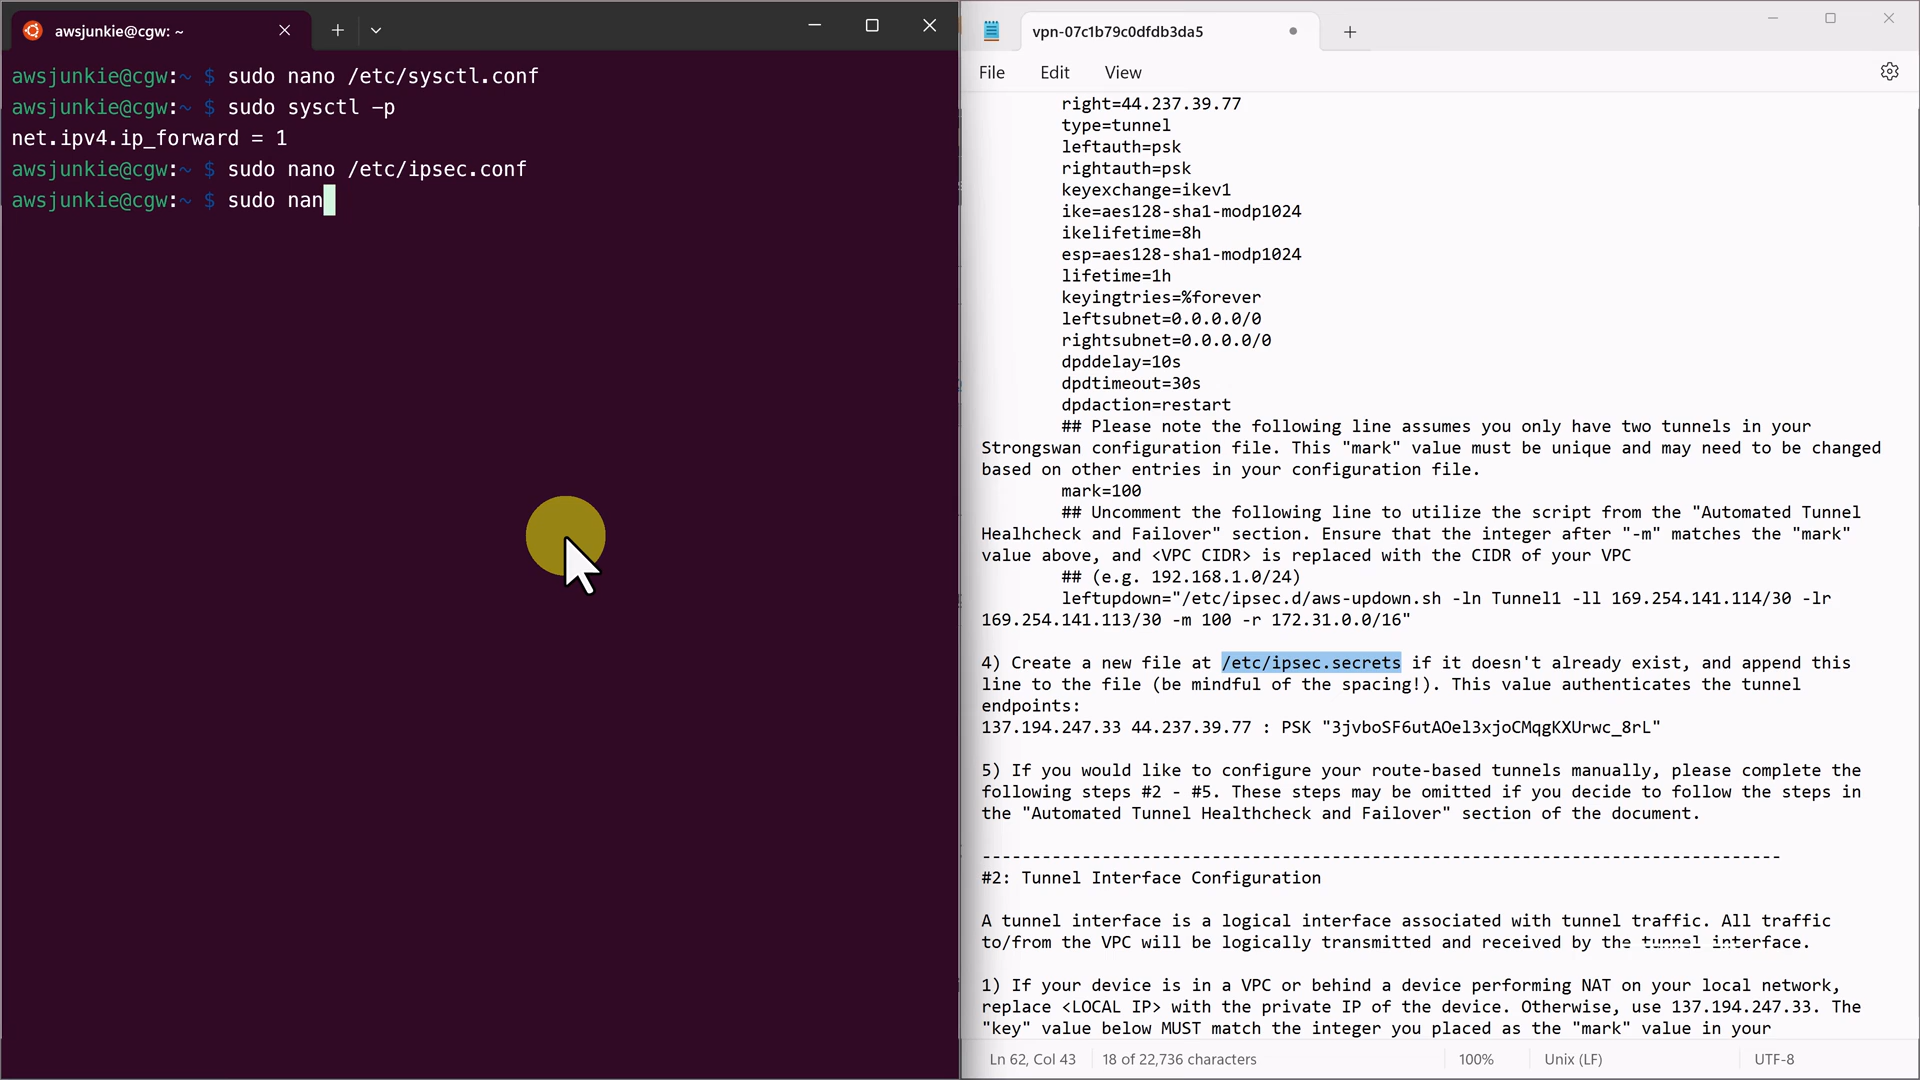 awsjunkie@cgw: ~
awsjunkie@cgw:~ $ sudo nano /etc/sysctl.conf
awsjunkie@cgw:~ $ sudo sysctl -p
net.ipv4.ip_forward = 1
awsjunkie@cgw:~ $ sudo nano /etc/ipsec.conf
awsjunkie@cgw:~ $ sudo nan
vpn-07c1b79c0dfdb3da5
File Edit View
right=44.237.39.77
type=tunnel
leftauth=psk
rightauth=psk
keyexchange=ikev1
ike=aes128-sha1-modp1024
ikelifetime=8h
esp=aes128-sha1-modp1024
lifetime=1h
keyingtries=%forever
leftsubnet=0.0.0.0/0
rightsubnet=0.0.0.0/0
dpddelay=10s
dpdtimeout=30s
dpdaction=restart
## Please note the following line assumes you only have two tunnels in your
Strongswan configuration file. This "mark" value must be unique and may need to be changed
based on other entries in your configuration file.
mark=100
## Uncomment the following line to utilize the script from the "Automated Tunnel
Healhcheck and Failover" section. Ensure that the integer after "-m" matches the "mark"
value above, and <VPC CIDR> is replaced with the CIDR of your VPC
## (e.g. 192.168.1.0/24)
leftupdown="/etc/ipsec.d/aws-updown.sh -ln Tunnel1 -ll 169.254.141.114/30 -lr
169.254.141.113/30 -m 100 -r 172.31.0.0/16"
4) Create a new file at /etc/ipsec.secrets if it doesn't already exist, and append this
line to the file (be mindful of the spacing!). This value authenticates the tunnel
endpoints:
137.194.247.33 44.237.39.77 : PSK "3jvboSF6utAOel3xjoCMqgKXUrwc_8rL"
5) If you would like to configure your route-based tunnels manually, please complete the
following steps #2 - #5. These steps may be omitted if you decide to follow the steps in
the "Automated Tunnel Healthcheck and Failover" section of the document.
--------------------------------------------------------------------------------
#2: Tunnel Interface Configuration
A tunnel interface is a logical interface associated with tunnel traffic. All traffic
to/from the VPC will be logically transmitted and received by the tunnel interface.
1) If your device is in a VPC or behind a device performing NAT on your local network,
replace <LOCAL IP> with the private IP of the device. Otherwise, use 137.194.247.33. The
"key" value below MUST match the integer you placed as the "mark" value in your
Ln 62, Col 43 18 of 22,736 characters 100% Unix (LF) UTF-8